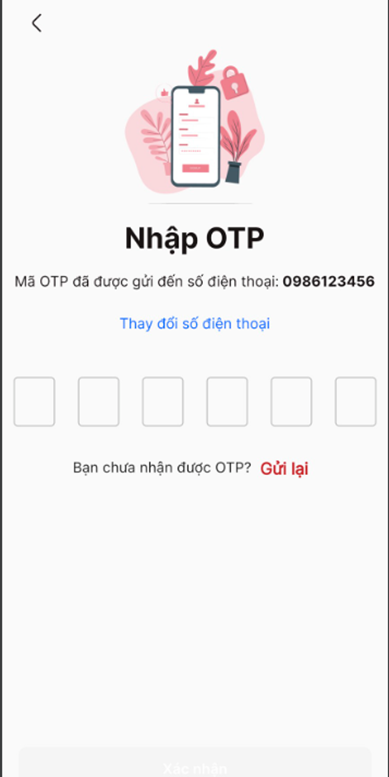 Nhập OTP
Mã OTP đã được gửi đến số điện thoại: 0986123456
Thay đổi số điện thoại
Bạn chưa nhận được OTP? Gửi lại
Xác nhận